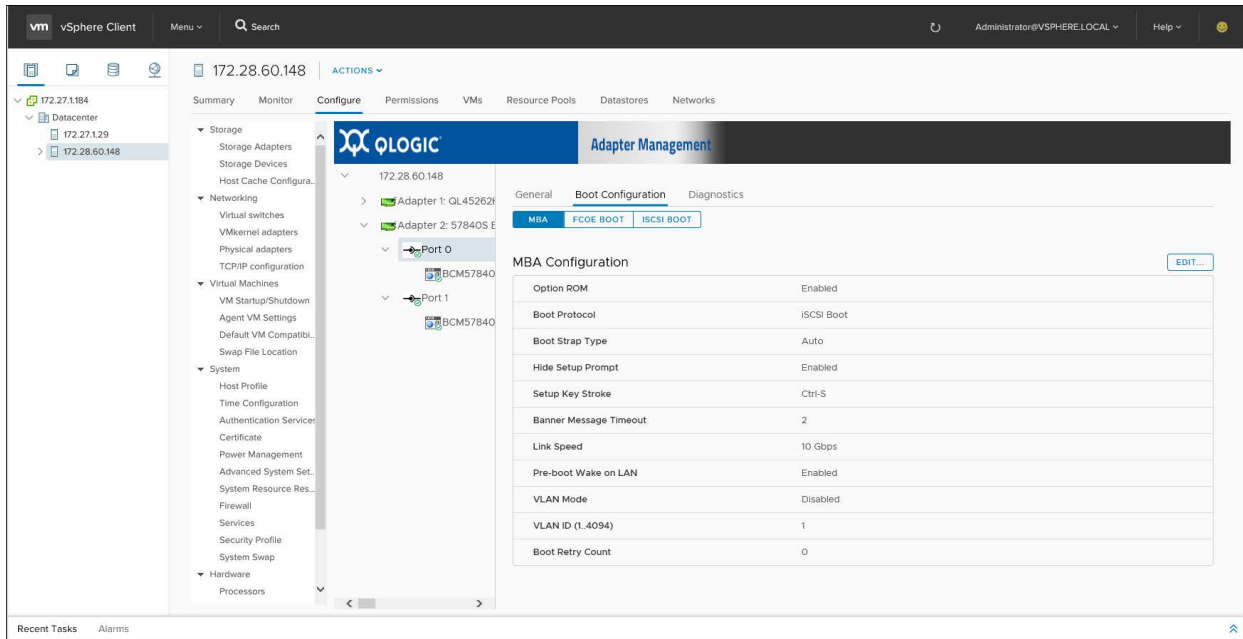 vm vSphere Client Menu Search Administrator@VSPHERE.LOCAL Help
172.27.1.184
Datacenter
172.27.1.29
172.28.60.148
172.28.60.148 ACTIONS
Summary Monitor Configure Permissions VMs Resource Pools Datastores Networks
Storage
Storage Adapters
Storage Devices
Host Cache Configura..
Networking
Virtual switches
VMkernel adapters
Physical adapters
TCP/IP configuration
Virtual Machines
VM Startup/Shutdown
Agent VM Settings
Default VM Compatibi..
Swap File Location
System
Host Profile
Time Configuration
Authentication Services
Certificate
Power Management
Advanced System Set..
System Resource Res...
Firewall
Services
Security Profile
System Swap
Hardware
Processors
QLOGIC Adapter Management
172.28.60.148
Adapter 1: QL45262H
Adapter 2: 57840S E
Port 0
BCM57840
Port 1
BCM57840
General Boot Configuration Diagnostics
MBA FCOE BOOT ISCSI BOOT
MBA Configuration EDIT...
Option ROM Enabled
Boot Protocol iSCSI Boot
Boot Strap Type Auto
Hide Setup Prompt Enabled
Setup Key Stroke Ctrl-S
Banner Message Timeout 2
Link Speed 10 Gbps
Pre-boot Wake on LAN Enabled
VLAN Mode Disabled
VLAN ID (1..4094) 1
Boot Retry Count 0
Recent Tasks Alarms